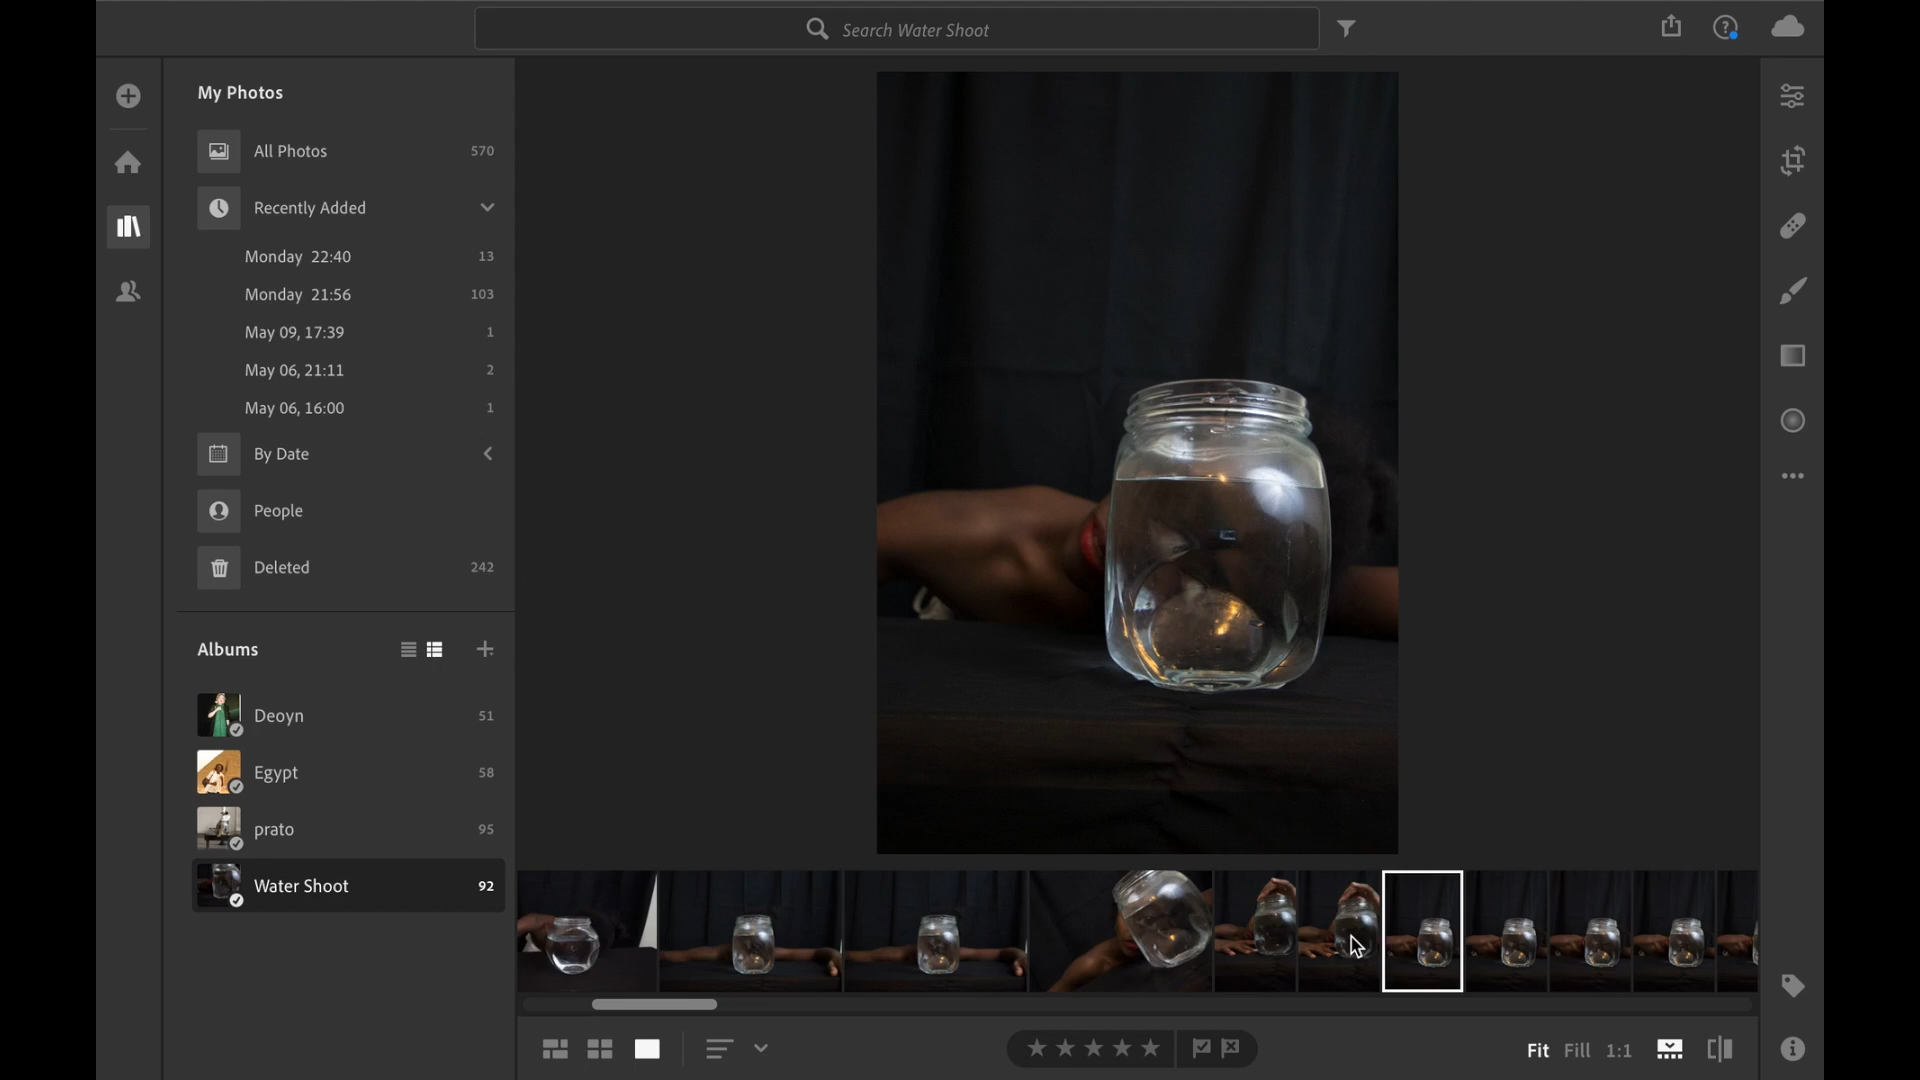 Search Water Shoot
My Photos
All Photos 570
Recently Added
Monday 22:40 13
Monday 21:56 103
May 09, 17:39 1
May 06, 21:11 2
May 06, 16:00 1
By Date
People
Deleted 242
Albums
Deoyn 51
Egypt 58
prato 95
Water Shoot 92
Fit Fill 1:1